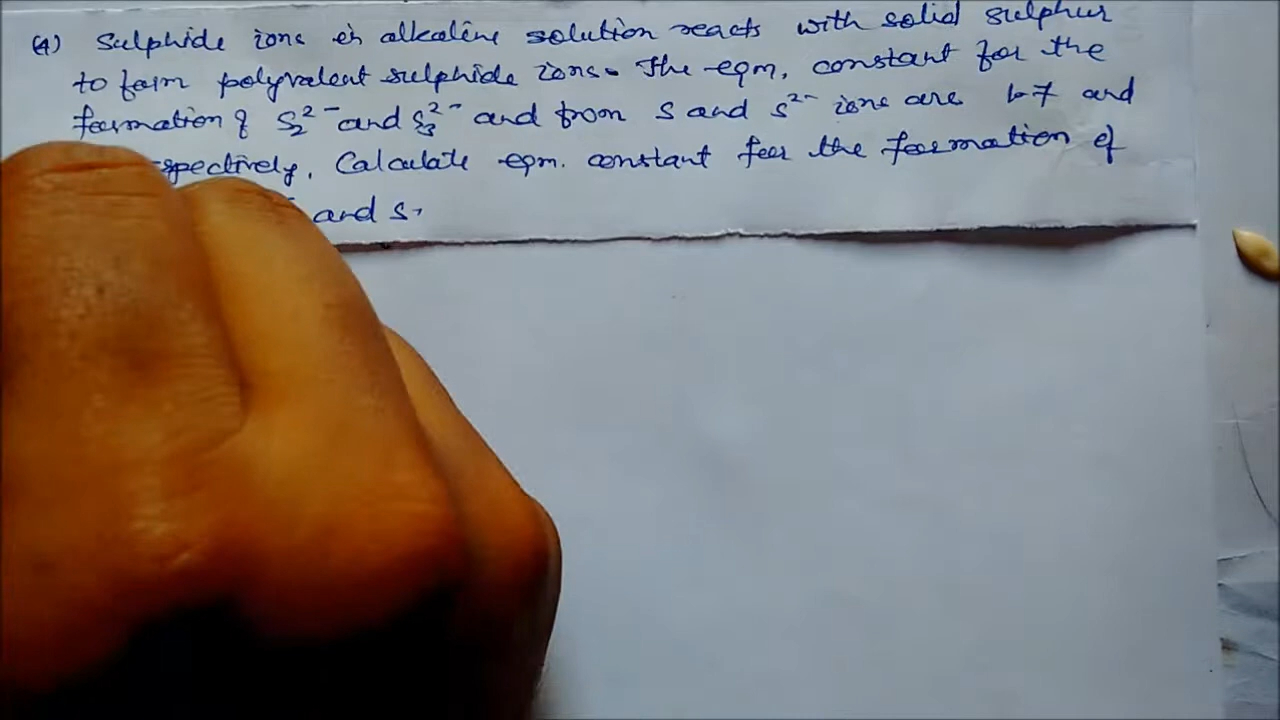 (4) Sulphide ions in alkaline solution reacts with solid sulphur
to form polyvalent sulphide ions. The eqm. constant for the
formation of S₂²⁻ and S₃²⁻ and from S and S²⁻ ions are 1.7 and
spectively. Calculate eqm. constant for the formation of
and S.